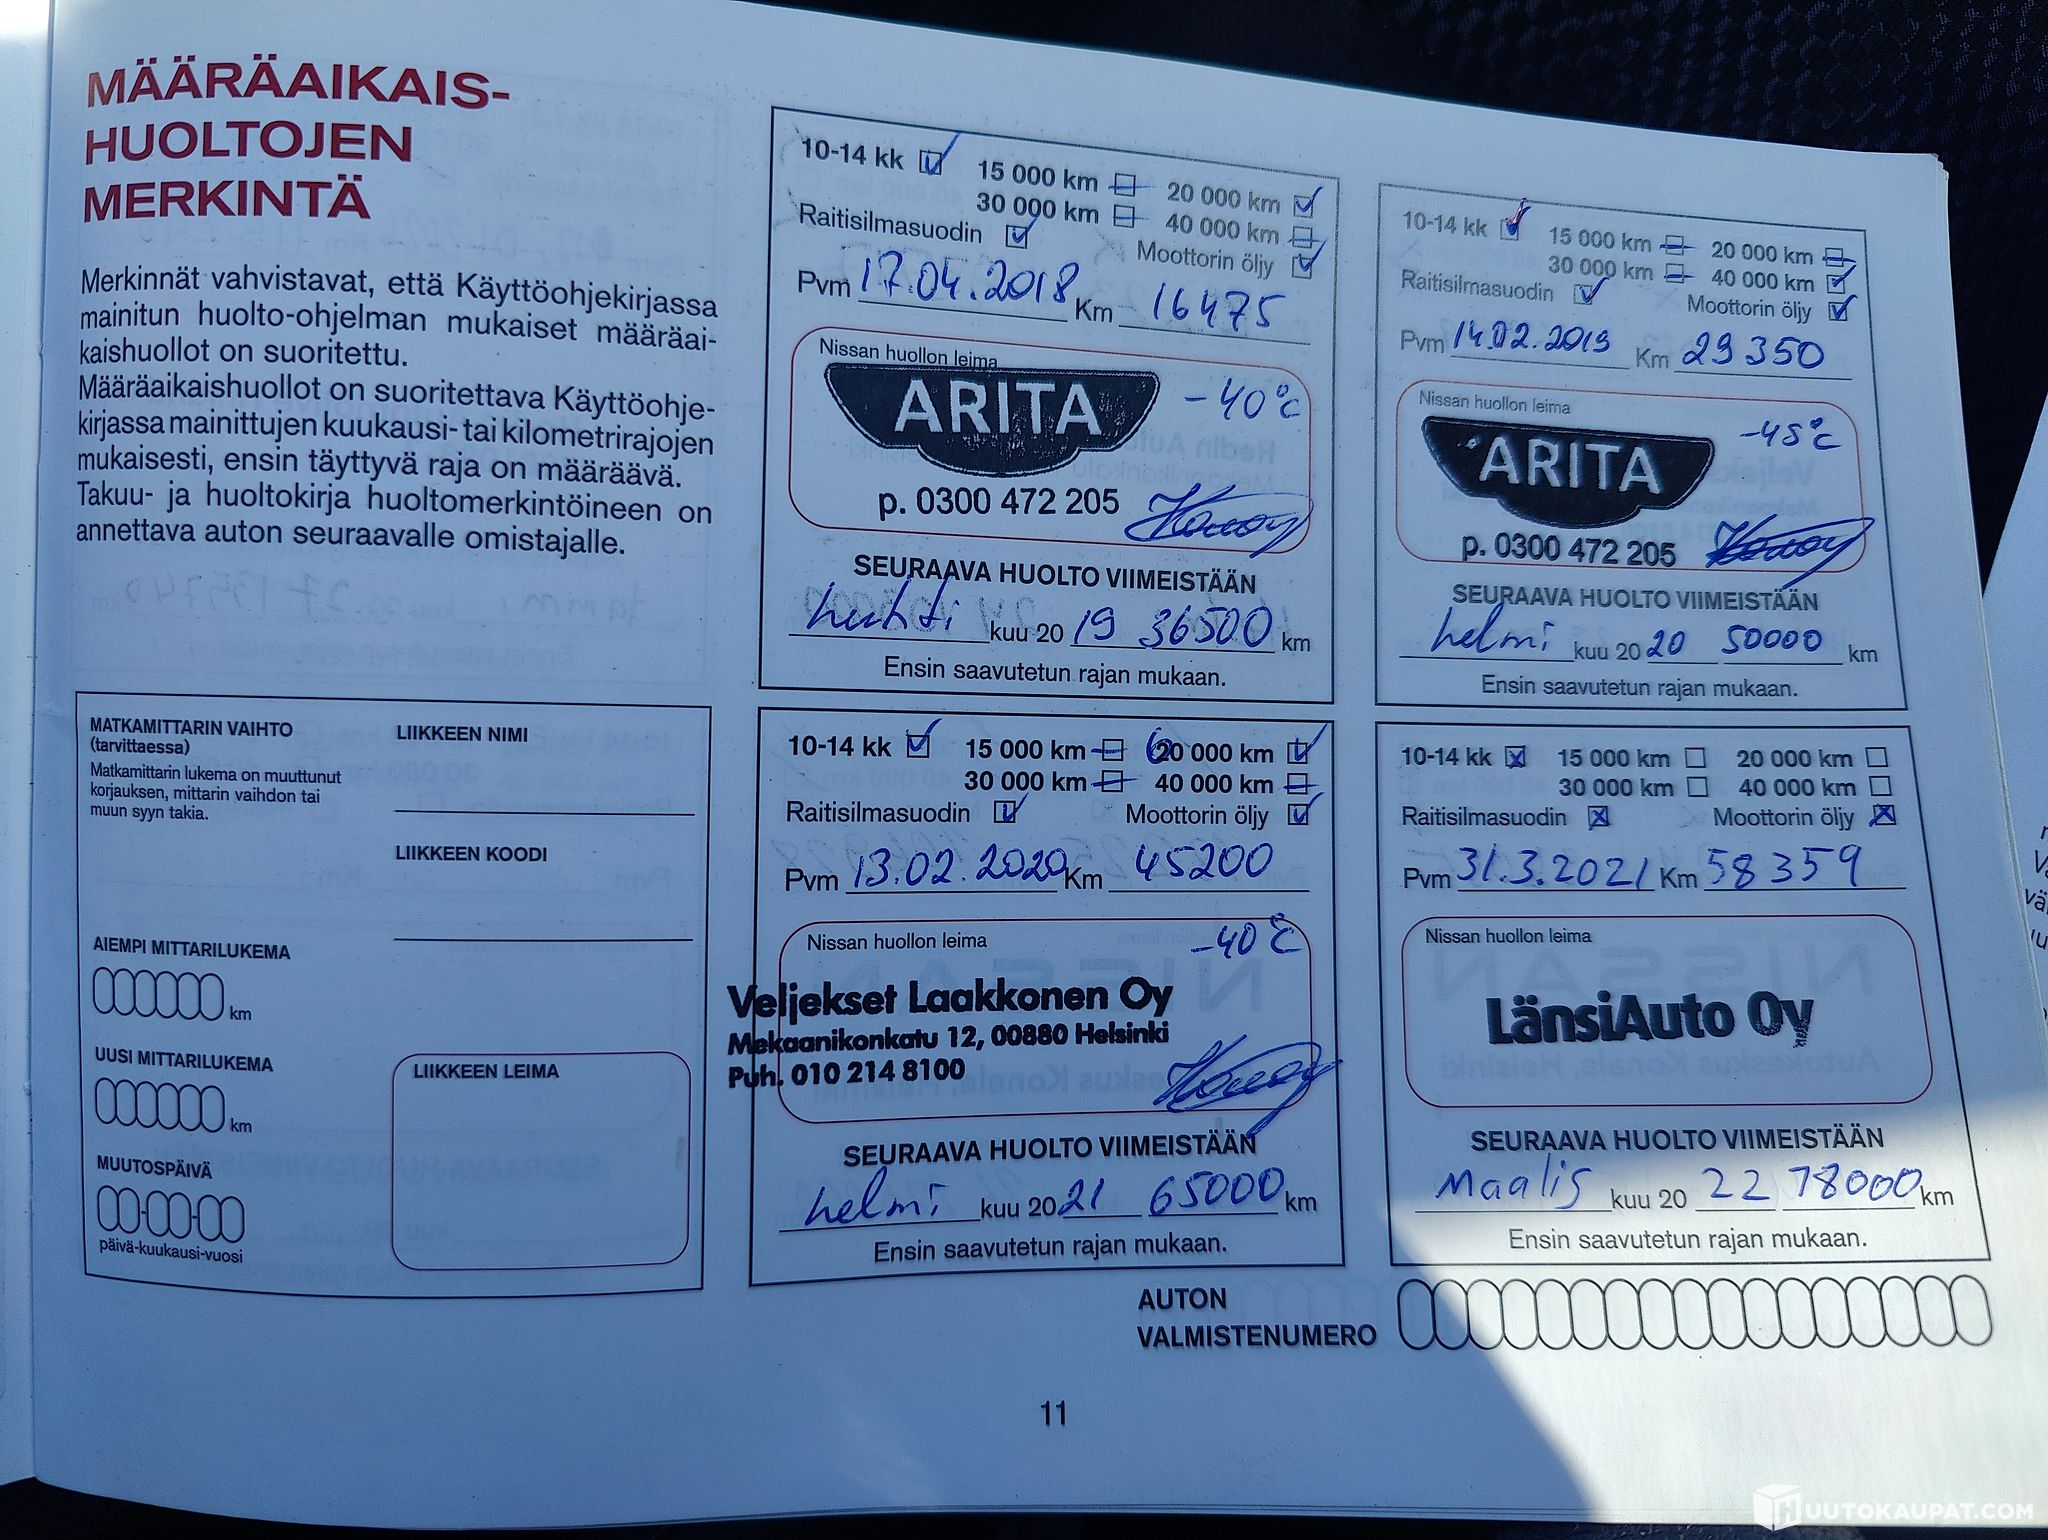 MÄÄRÄAIKAIS-
HUOLTOJEN
MERKINTÄ
Merkinnät vahvistavat, että Käyttöohjekirjassa
mainitun huolto-ohjelman mukaiset määräai-
kaishuollot on suoritettu.
Määräaikaishuollot on suoritettava Käyttöohje-
kirjassa mainittujen kuukausi- tai kilometrirajojen
mukaisesti, ensin täyttyvä raja on määräävä.
Takuu- ja huoltokirja huoltomerkintöineen on
annettava auton seuraavalle omistajalle.
MATKAMITTARIN VAIHTO
(tarvittaessa)
Matkamittarin lukema on muuttunut
korjauksen, mittarin vaihdon tai
muun syyn takia.
LIIKKEEN NIMI
LIIKKEEN KOODI
AIEMPI MITTARILUKEMA
km
UUSI MITTARILUKEMA
km
MUUTOSPÄIVÄ
päivä-kuukausi-vuosi
LIIKKEEN LEIMA
10-14 kk 15 000 km 20 000 km
30 000 km 40 000 km
Raitisilmasuodin Moottorin öljy
Pvm 17.04.2018 Km 16475
Nissan huollon leima
ARITA -40°C
p. 0300 472 205
SEURAAVA HUOLTO VIIMEISTÄÄN
huhti kuu 20 19 36500 km
Ensin saavutetun rajan mukaan.
10-14 kk 15 000 km 20 000 km
30 000 km 40 000 km
Raitisilmasuodin Moottorin öljy
Pvm 14.02.2019 Km 29350
Nissan huollon leima
ARITA -45°C
p. 0300 472 205
SEURAAVA HUOLTO VIIMEISTÄÄN
helmi kuu 20 20 50000 km
Ensin saavutetun rajan mukaan.
10-14 kk 15 000 km 20 000 km
30 000 km 40 000 km
Raitisilmasuodin Moottorin öljy
Pvm 13.02.2020 Km 45200
Nissan huollon leima -40°C
Veljekset Laakkonen Oy
Mekaanikonkatu 12, 00880 Helsinki
Puh. 010 214 8100
SEURAAVA HUOLTO VIIMEISTÄÄN
helmi kuu 20 21 65000 km
Ensin saavutetun rajan mukaan.
10-14 kk 15 000 km 20 000 km
30 000 km 40 000 km
Raitisilmasuodin Moottorin öljy
Pvm 31.3.2021 Km 58359
Nissan huollon leima
LänsiAuto Oy
SEURAAVA HUOLTO VIIMEISTÄÄN
Maalis kuu 20 22 78000 km
Ensin saavutetun rajan mukaan.
AUTON
VALMISTENUMERO
11
HUUTOKAUPAT.COM